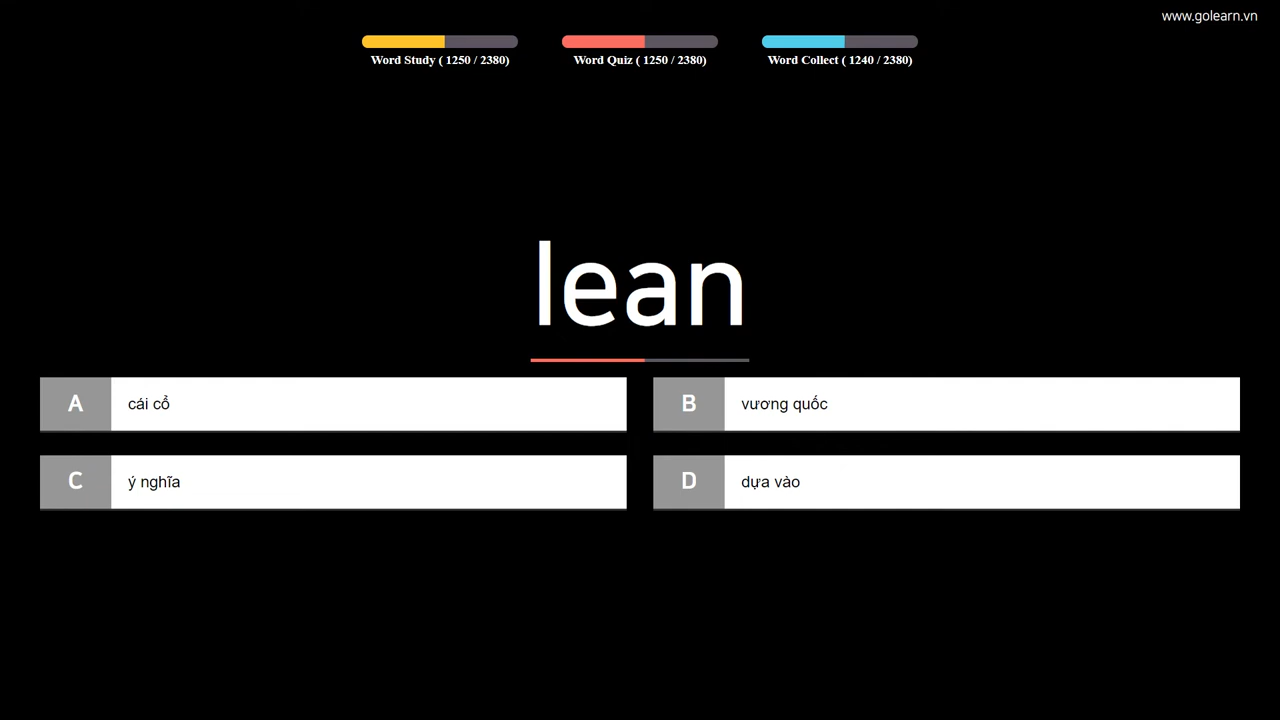 www.golearn.vn
Word Study ( 1250 / 2380)
Word Quiz ( 1250 / 2380)
Word Collect ( 1240 / 2380)
lean
A cái cổ
B vương quốc
C ý nghĩa
D dựa vào